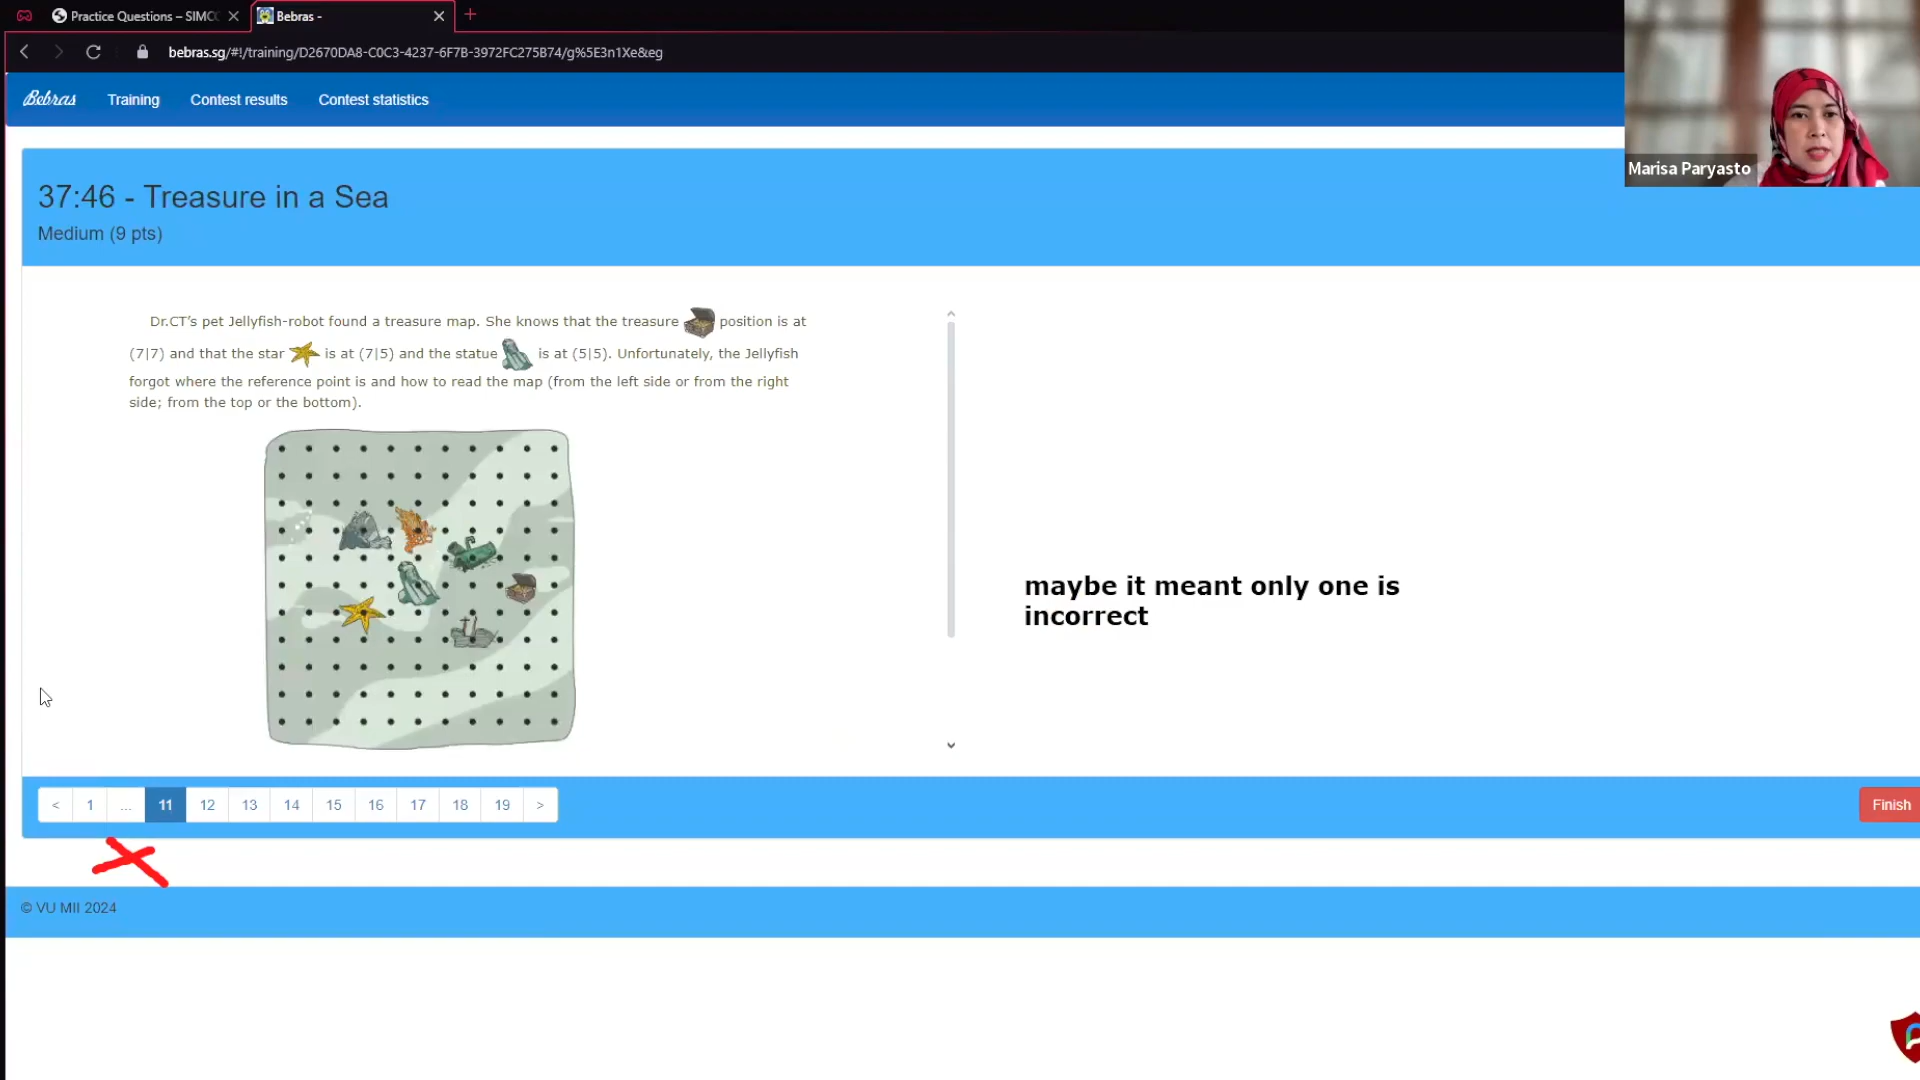 Practice Questions – SIMCC
Bebras -
bebras.sg/#!/training/D2670DA8-C0C3-4237-6F7B-3972FC275B74/g%5E3n1Xe&eg
Bebras Training Contest results Contest statistics
Marisa Paryasto
37:46 - Treasure in a Sea
Medium (9 pts)
Dr.CT's pet Jellyfish-robot found a treasure map. She knows that the treasure position is at
(7|7) and that the star is at (7|5) and the statue is at (5|5). Unfortunately, the Jellyfish
forgot where the reference point is and how to read the map (from the left side or from the right
side; from the top or the bottom).
maybe it meant only one is
incorrect
< 1 ... 11 12 13 14 15 16 17 18 19 >
Finish
© VU MII 2024